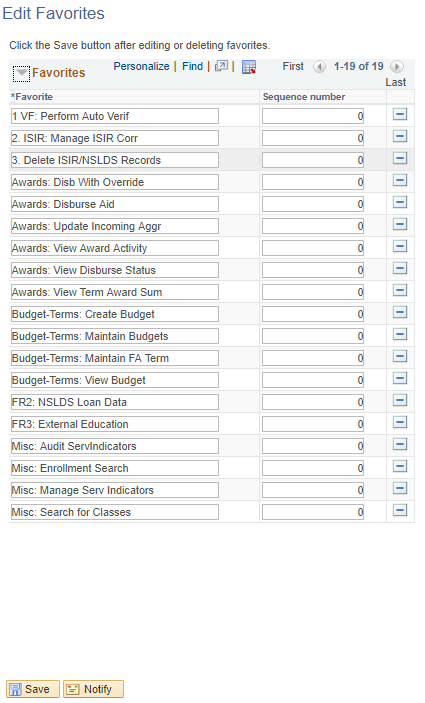 Edit Favorites
Click the Save button after editing or deleting favorites.
Favorites Personalize | Find | | First 1-19 of 19 Last
*Favorite Sequence number
1 VF: Perform Auto Verif 0
2. ISIR: Manage ISIR Corr 0
3. Delete ISIR/NSLDS Records 0
Awards: Disb With Override 0
Awards: Disburse Aid 0
Awards: Update Incoming Aggr 0
Awards: View Award Activity 0
Awards: View Disburse Status 0
Awards: View Term Award Sum 0
Budget-Terms: Create Budget 0
Budget-Terms: Maintain Budgets 0
Budget-Terms: Maintain FA Term 0
Budget-Terms: View Budget 0
FR2: NSLDS Loan Data 0
FR3: External Education 0
Misc: Audit ServIndicators 0
Misc: Enrollment Search 0
Misc: Manage Serv Indicators 0
Misc: Search for Classes 0
Save Notify